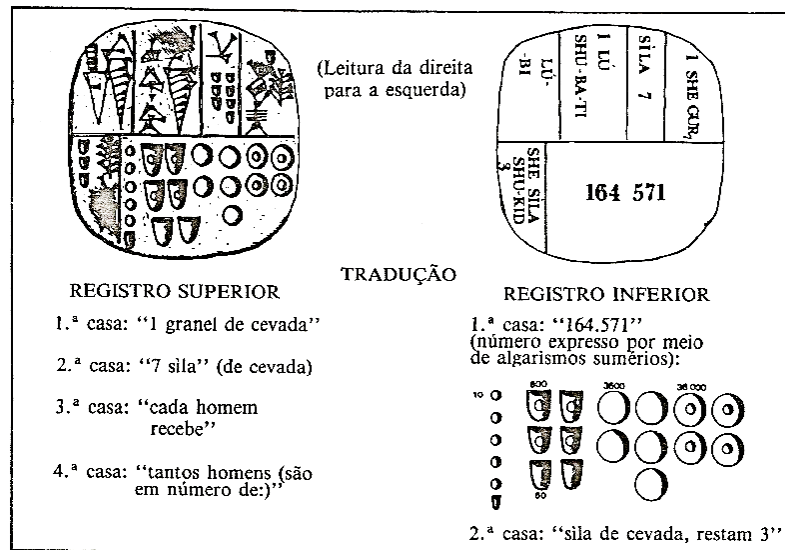 (Leitura da direita
para a esquerda)
LÚ-
-BI
1 LÚ
SHU-BA-TI
SÌLA 7
1 SHE GUR,
SHE SILA
SHU-KID
3
164 571
TRADUÇÃO
REGISTRO SUPERIOR
1.ª casa: “1 granel de cevada”
2.ª casa: “7 sìla” (de cevada)
3.ª casa: “cada homem
recebe”
4.ª casa: “tantos homens (são
em número de:)”
REGISTRO INFERIOR
1.ª casa: “164.571”
(número expresso por meio
de algarismos sumérios):
10
600
3600
36 000
60
2.ª casa: “sìla de cevada, restam 3”